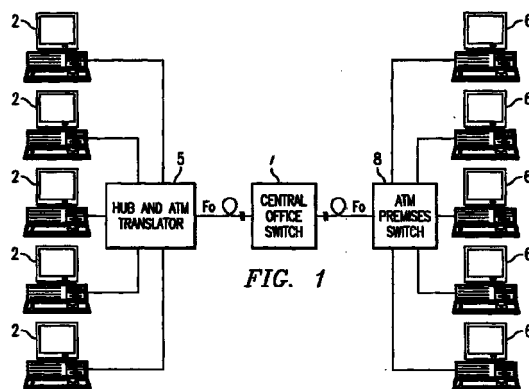 2
2
2
2
2
5
HUB AND ATM
TRANSLATOR
Fo
1
CENTRAL
OFFICE
SWITCH
Fo
8
ATM
PREMISES
SWITCH
6
6
6
6
6
FIG. 1